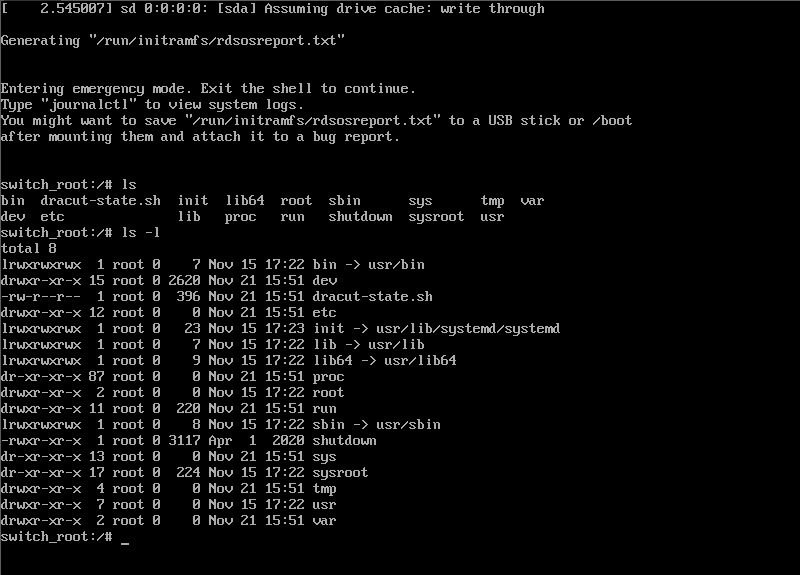 [    2.545007] sd 0:0:0:0: [sda] Assuming drive cache: write through
Generating "/run/initramfs/rdsosreport.txt"
Entering emergency mode. Exit the shell to continue.
Type "journalctl" to view system logs.
You might want to save "/run/initramfs/rdsosreport.txt" to a USB stick or /boot
after mounting them and attach it to a bug report.
switch_root:/# ls
bin  dracut-state.sh  init  lib64  root  sbin      sys      tmp  var
dev  etc              lib   proc   run   shutdown  sysroot  usr
switch_root:/# ls -l
total 8
lrwxrwxrwx  1 root 0    7 Nov 15 17:22 bin -> usr/bin
drwxr-xr-x 15 root 0 2620 Nov 21 15:51 dev
-rw-r--r--  1 root 0  396 Nov 21 15:51 dracut-state.sh
drwxr-xr-x 12 root 0    0 Nov 21 15:51 etc
lrwxrwxrwx  1 root 0   23 Nov 15 17:23 init -> usr/lib/systemd/systemd
lrwxrwxrwx  1 root 0    7 Nov 15 17:22 lib -> usr/lib
lrwxrwxrwx  1 root 0    9 Nov 15 17:22 lib64 -> usr/lib64
dr-xr-xr-x 87 root 0    0 Nov 21 15:51 proc
drwxr-xr-x  2 root 0    0 Nov 15 17:22 root
drwxr-xr-x 11 root 0  220 Nov 21 15:51 run
lrwxrwxrwx  1 root 0    8 Nov 15 17:22 sbin -> usr/sbin
-rwxr-xr-x  1 root 0 3117 Apr  1  2020 shutdown
dr-xr-xr-x 13 root 0    0 Nov 21 15:51 sys
dr-xr-xr-x 17 root 0  224 Nov 15 17:22 sysroot
drwxr-xr-x  4 root 0    0 Nov 21 15:51 tmp
drwxr-xr-x  7 root 0    0 Nov 15 17:22 usr
drwxr-xr-x  2 root 0    0 Nov 21 15:51 var
switch_root:/# _